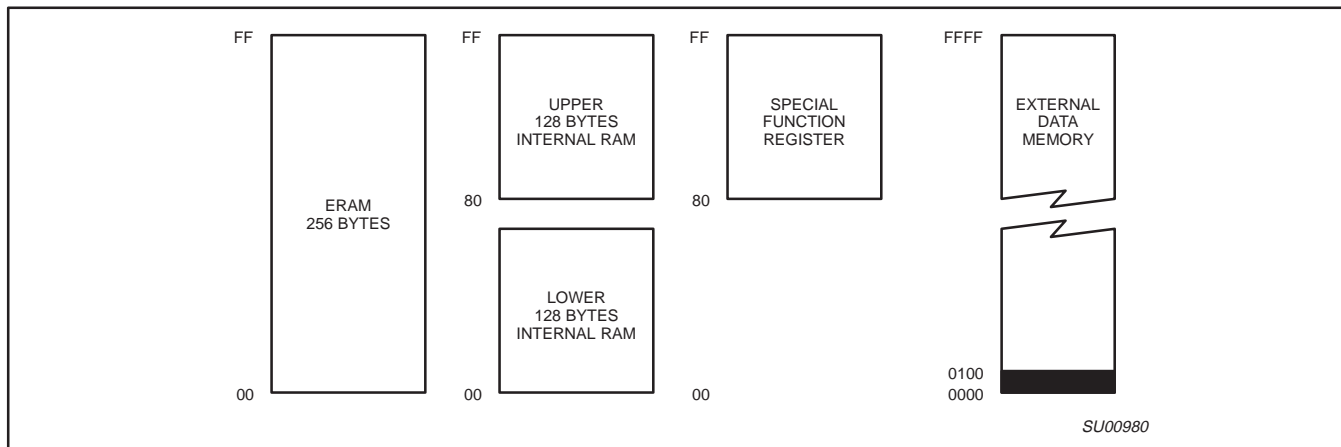 FF
ERAM
256 BYTES
00
FF
UPPER
128 BYTES
INTERNAL RAM
80
LOWER
128 BYTES
INTERNAL RAM
00
FF
SPECIAL
FUNCTION
REGISTER
80
00
FFFF
EXTERNAL
DATA
MEMORY
0100
0000
SU00980